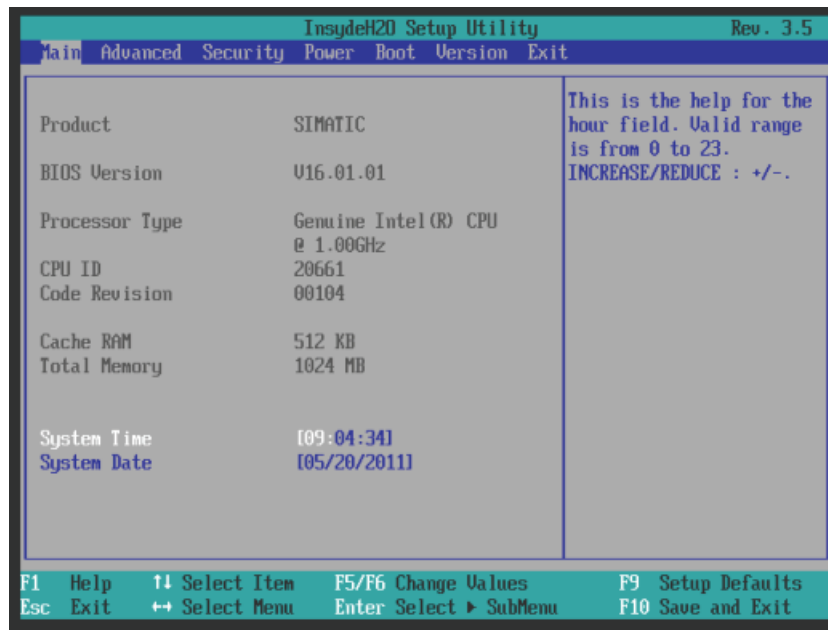 InsydeH2O Setup Utility Rev. 3.5
Main Advanced Security Power Boot Version Exit
This is the help for the
hour field. Valid range
is from 0 to 23.
INCREASE/REDUCE : +/-.
Product SIMATIC
BIOS Version V16.01.01
Processor Type Genuine Intel(R) CPU
@ 1.00GHz
CPU ID 20661
Code Revision 00104
Cache RAM 512 KB
Total Memory 1024 MB
System Time [09:04:34]
System Date [05/20/2011]
F1 Help ↑↓ Select Item F5/F6 Change Values F9 Setup Defaults
Esc Exit ↔ Select Menu Enter Select ▶ SubMenu F10 Save and Exit